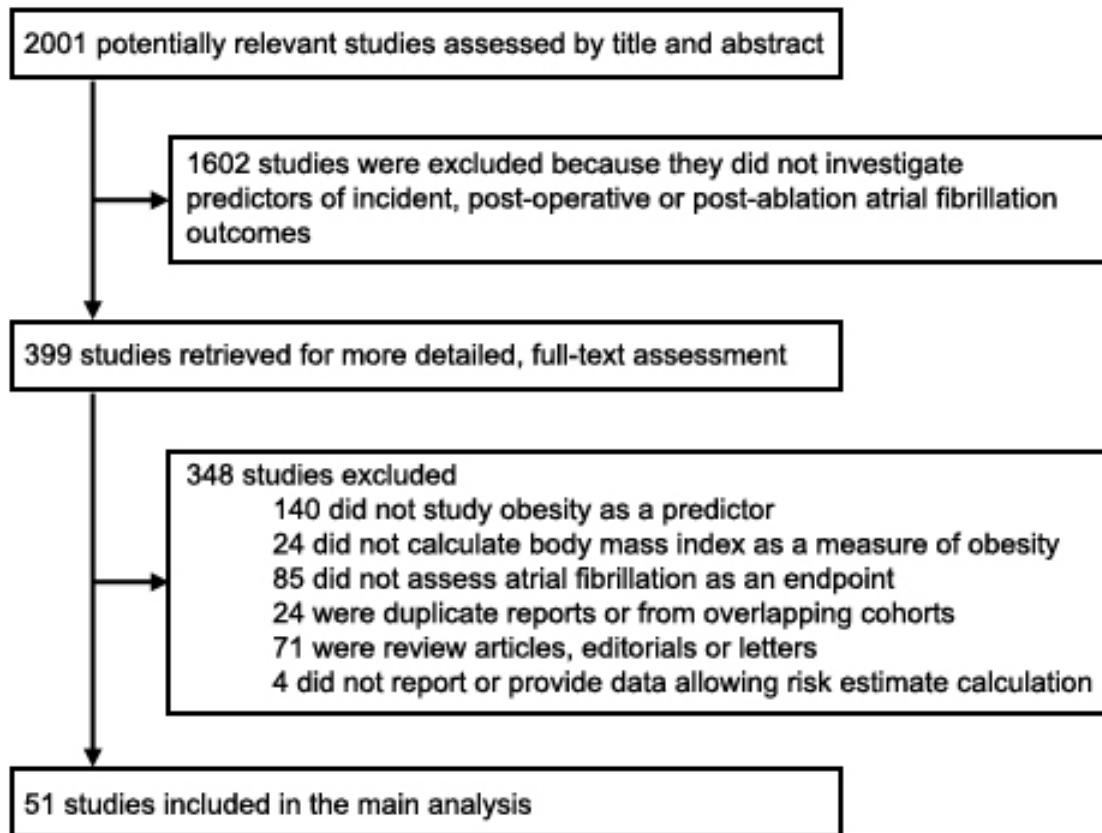 2001 potentially relevant studies assessed by title and abstract
1602 studies were excluded because they did not investigate
predictors of incident, post-operative or post-ablation atrial fibrillation
outcomes
399 studies retrieved for more detailed, full-text assessment
348 studies excluded
140 did not study obesity as a predictor
24 did not calculate body mass index as a measure of obesity
85 did not assess atrial fibrillation as an endpoint
24 were duplicate reports or from overlapping cohorts
71 were review articles, editorials or letters
4 did not report or provide data allowing risk estimate calculation
51 studies included in the main analysis